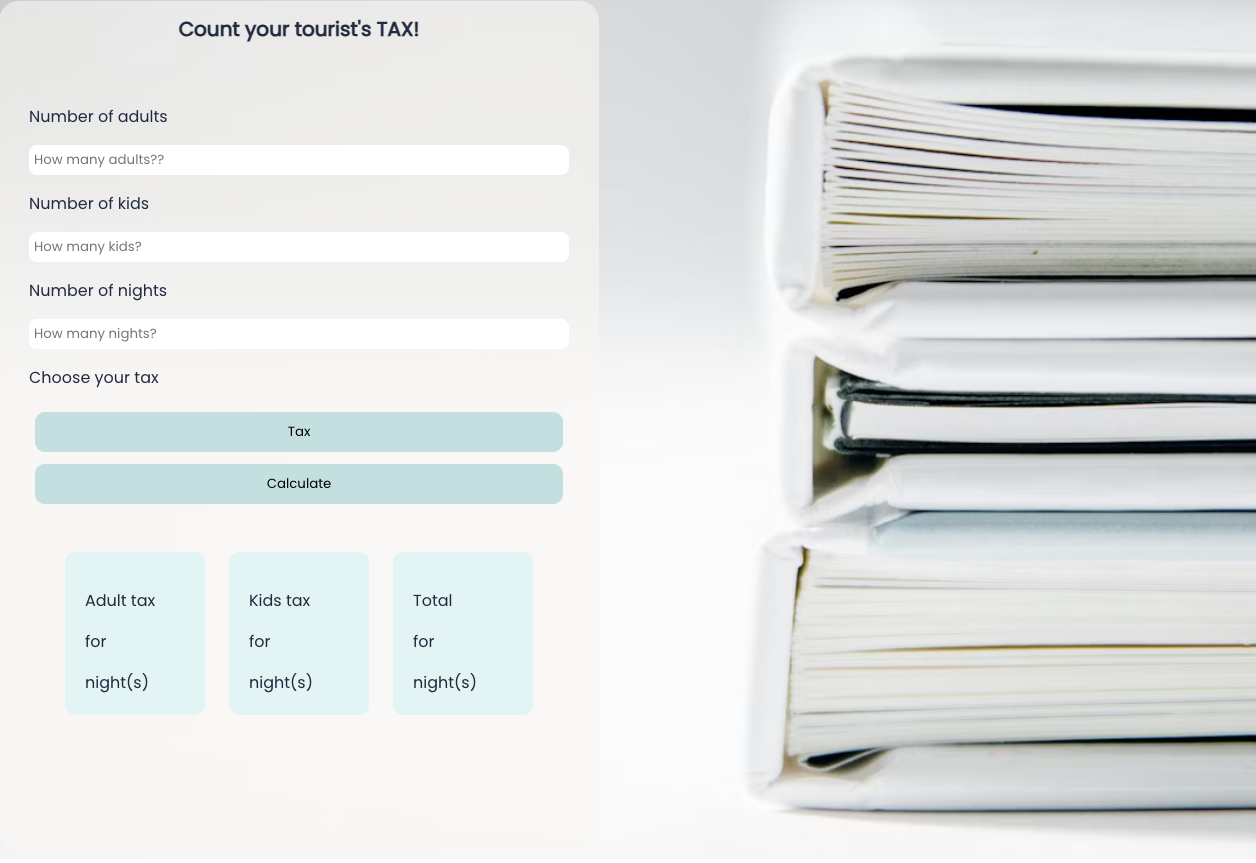 Count your tourist's TAX!
Number of adults
How many adults??
Number of kids
How many kids?
Number of nights
How many nights?
Choose your tax
Tax
Calculate
Adult tax
for
night(s)
Kids tax
for
night(s)
Total
for
night(s)